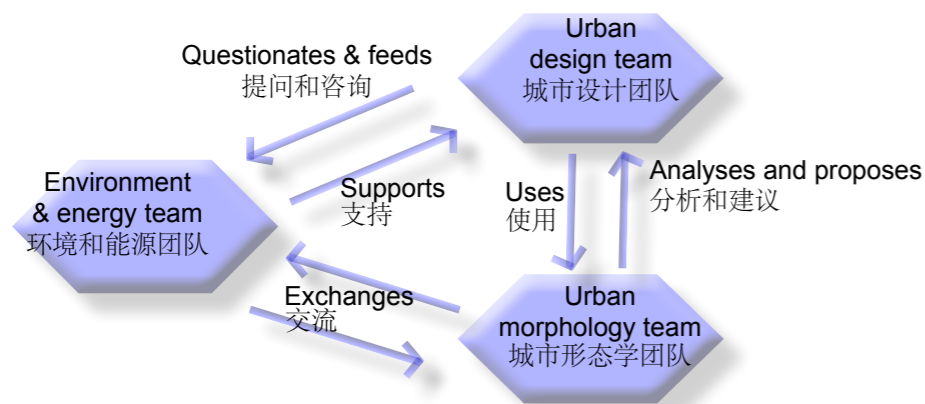 Urban
design team
城市设计团队
Questionates & feeds
提问和咨询
Environment
& energy team
环境和能源团队
Supports
支持
Uses
使用
Analyses and proposes
分析和建议
Exchanges
交流
Urban
morphology team
城市形态学团队